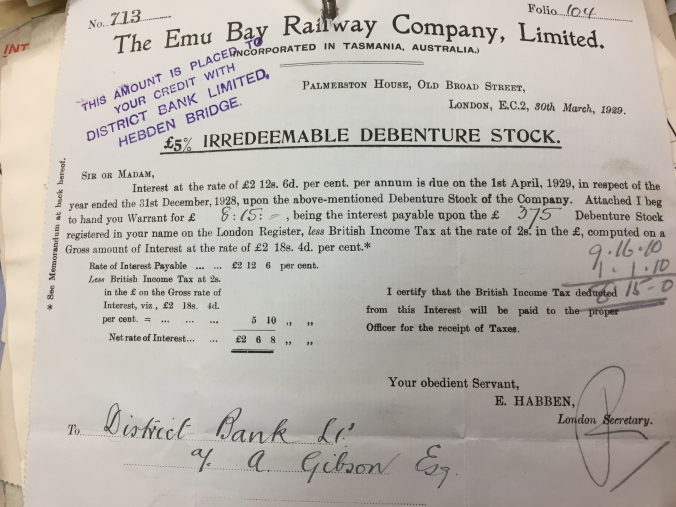 No. 713
Folio 104
INT
The Emu Bay Railway Company, Limited.
(INCORPORATED IN TASMANIA, AUSTRALIA.)
THIS AMOUNT IS PLACED TO
YOUR CREDIT WITH
DISTRICT BANK LIMITED,
HEBDEN BRIDGE.
PALMERSTON HOUSE, OLD BROAD STREET,
LONDON, E.C.2, 30th March, 1929.
£5% IRREDEEMABLE DEBENTURE STOCK.
SIR OR MADAM,
Interest at the rate of £2 12s. 6d. per cent. per annum is due on the 1st April, 1929, in respect of the
year ended the 31st December, 1928, upon the above-mentioned Debenture Stock of the Company. Attached I beg
to hand you Warrant for £ 8:15:-, being the interest payable upon the £ 375 Debenture Stock
registered in your name on the London Register, less British Income Tax at the rate of 2s. in the £, computed on a
Gross amount of Interest at the rate of £2 18s. 4d. per cent.*
* See Memorandum at back hereof.
Rate of Interest Payable ... ... £2 12 6 per cent.
Less British Income Tax at 2s.
in the £ on the Gross rate of
Interest, viz., £2 18s. 4d.
per cent. = ... ... ... 5 10 „ „
Net rate of Interest... ... £2 6 8 „ „
9.16.10
1.1.10
8 15-0
I certify that the British Income Tax deducted
from this Interest will be paid to the proper
Officer for the receipt of Taxes.
Your obedient Servant,
E. HABBEN,
London Secretary.
To District Bank Ld
A. Gibson Esq.